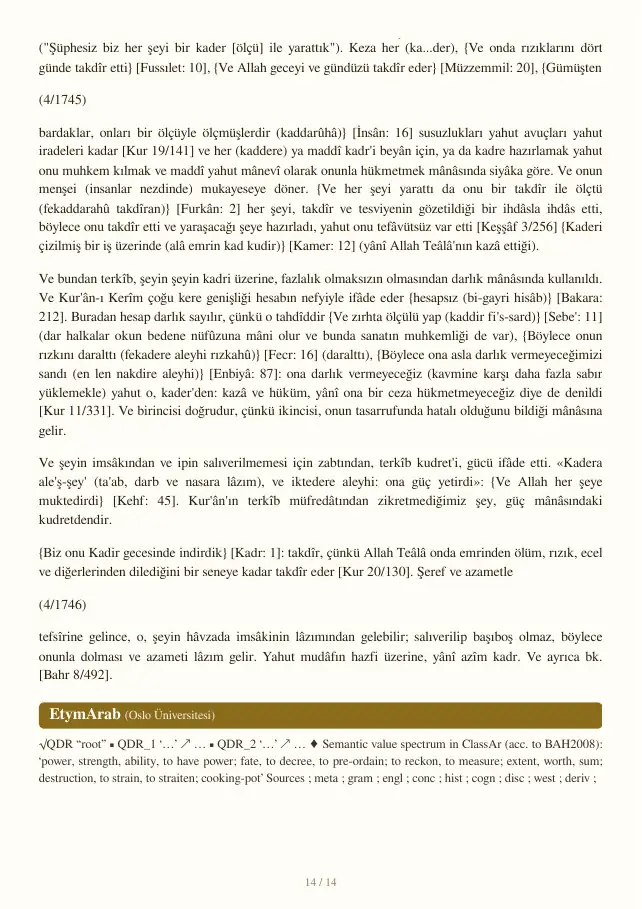 ("Şüphesiz biz her şeyi bir kader [ölçü] ile yarattık"). Keza her (ka...der), {Ve onda rızıklarını dört
günde takdîr etti} [Fussılet: 10], {Ve Allah geceyi ve gündüzü takdîr eder} [Müzzemmil: 20], {Gümüşten
(4/1745)
bardaklar, onları bir ölçüyle ölçmüşlerdir (kaddarûhâ)} [İnsân: 16] susuzlukları yahut avuçları yahut
iradeleri kadar [Kur 19/141] ve her (kaddere) ya maddî kadr'i beyân için, ya da kadre hazırlamak yahut
onu muhkem kılmak ve maddî yahut mânevî olarak onunla hükmetmek mânâsında siyâka göre. Ve onun
menşei (insanlar nezdinde) mukayeseye döner. {Ve her şeyi yarattı da onu bir takdîr ile ölçtü
(fekaddarahû takdîran)} [Furkân: 2] her şeyi, takdîr ve tesviyenin gözetildiği bir ihdâsla ihdâs etti,
böylece onu takdîr etti ve yaraşacağı şeye hazırladı, yahut onu tefâvütsüz var etti [Keşşâf 3/256] {Kaderi
çizilmiş bir iş üzerinde (alâ emrin kad kudir)} [Kamer: 12] (yânî Allah Teâlâ'nın kazâ ettiği).
Ve bundan terkîb, şeyin şeyin kadri üzerine, fazlalık olmaksızın olmasından darlık mânâsında kullanıldı.
Ve Kur'ân-ı Kerîm çoğu kere genişliği hesabın nefyiyle ifâde eder {hesapsız (bi-gayri hisâb)} [Bakara:
212]. Buradan hesap darlık sayılır, çünkü o tahdîddir {Ve zırhta ölçülü yap (kaddir fi's-sard)} [Sebe': 11]
(dar halkalar okun bedene nüfûzuna mâni olur ve bunda sanatın muhkemliği de var), {Böylece onun
rızkını daralttı (fekadere aleyhi rızkahû)} [Fecr: 16] (daralttı), {Böylece ona asla darlık vermeyeceğimizi
sandı (en len nakdire aleyhi)} [Enbiyâ: 87]: ona darlık vermeyeceğiz (kavmine karşı daha fazla sabır
yüklemekle) yahut o, kader'den: kazâ ve hüküm, yânî ona bir ceza hükmetmeyeceğiz diye de denildi
[Kur 11/331]. Ve birincisi doğrudur, çünkü ikincisi, onun tasarrufunda hatalı olduğunu bildiği mânâsına
gelir.
Ve şeyin imsâkından ve ipin salıverilmemesi için zabtından, terkîb kudret'i, gücü ifâde etti. «Kadera
ale'ş-şey' (ta'ab, darb ve nasara lâzım), ve iktedere aleyhi: ona güç yetirdi»: {Ve Allah her şeye
muktedirdi} [Kehf: 45]. Kur'ân'ın terkîb müfredâtından zikretmediğimiz şey, güç mânâsındaki
kudretdendir.
{Biz onu Kadir gecesinde indirdik} [Kadr: 1]: takdîr, çünkü Allah Teâlâ onda emrinden ölüm, rızık, ecel
ve diğerlerinden dilediğini bir seneye kadar takdîr eder [Kur 20/130]. Şeref ve azametle
(4/1746)
tefsîrine gelince, o, şeyin hâvzada imsâkinin lâzımından gelebilir; salıverilip başıboş olmaz, böylece
onunla dolması ve azameti lâzım gelir. Yahut mudâfın hazfi üzerine, yânî azîm kadr. Ve ayrıca bk.
[Bahr 8/492].
EtymArab (Oslo Üniversitesi)
√QDR “root” ▪ QDR_1 ‘…’ ↗ … ▪ QDR_2 ‘…’ ↗ … ♦ Semantic value spectrum in ClassAr (acc. to BAH2008):
‘power, strength, ability, to have power; fate, to decree, to pre-ordain; to reckon, to measure; extent, worth, sum;
destruction, to strain, to straiten; cooking-pot’ Sources ; meta ; gram ; engl ; conc ; hist ; cogn ; disc ; west ; deriv ;
14 / 14